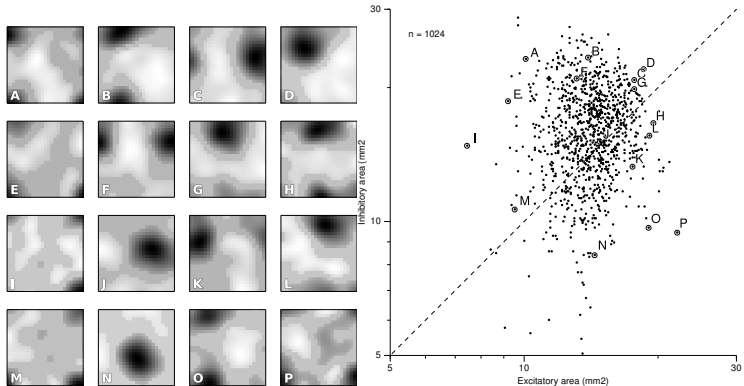 A
B
C
D
E
F
G
H
I
J
K
L
M
N
O
P
30
n = 1024
A
B
D
F
C
G
E
H
L
I
J
K
M
O
P
N
10
Inhibitory area (mm2
5
5
10
30
Excitatory area (mm2)